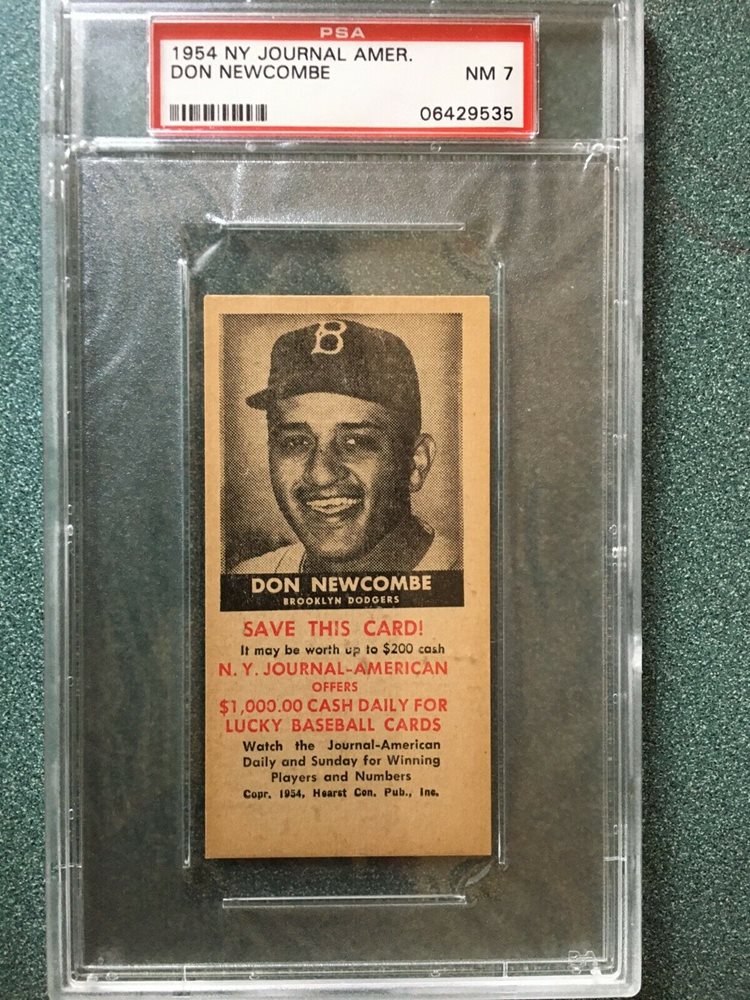 PSA
1954 NY JOURNAL AMER.
DON NEWCOMBE NM 7
06429535
B
DON NEWCOMBE
BROOKLYN DODGERS
SAVE THIS CARD!
It may be worth up to $200 cash
N. Y. JOURNAL-AMERICAN
OFFERS
$1,000.00 CASH DAILY FOR
LUCKY BASEBALL CARDS
Watch the Journal-American
Daily and Sunday for Winning
Players and Numbers
Copr. 1954, Hearst Con. Pub., Inc.